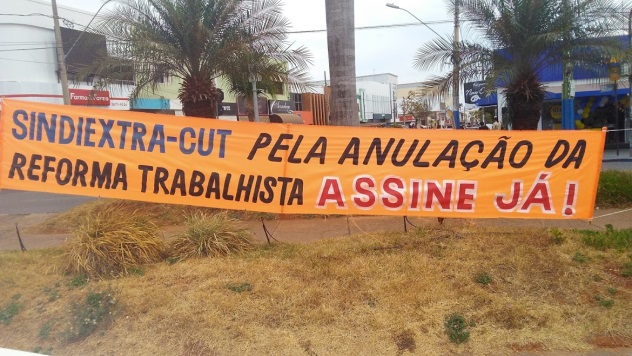 SINDIEXTRA-CUT PELA ANULAÇÃO DA
REFORMA TRABALHISTA ASSINE JÁ!